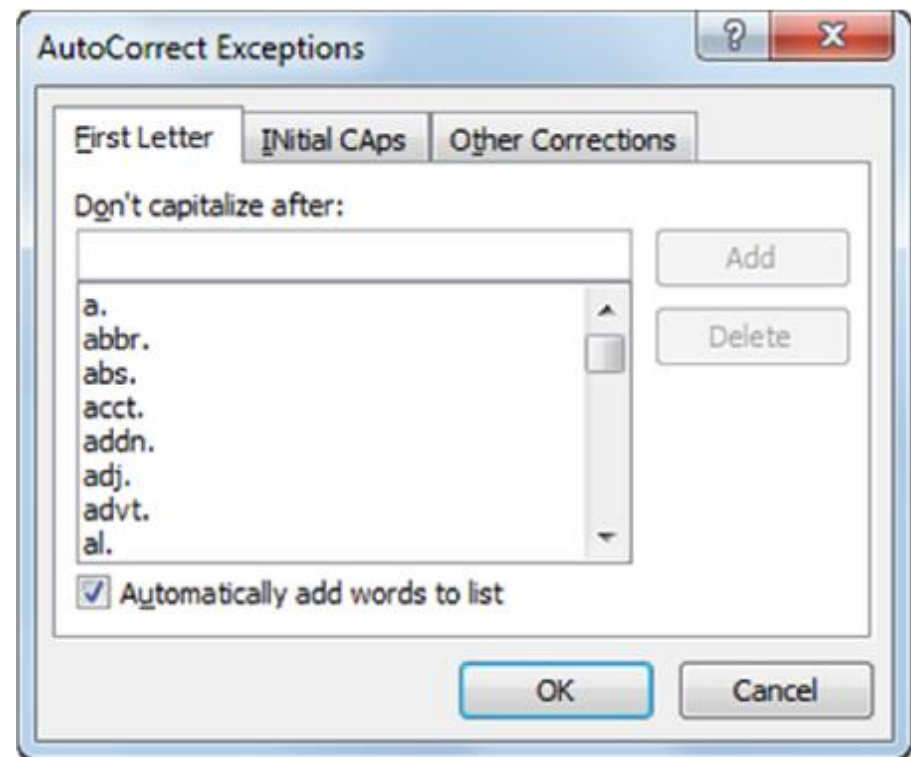 AutoCorrect Exceptions
First Letter INitial CAps Other Corrections
Don't capitalize after:
Add
a.
abbr.
Delete
abs.
acct.
addn.
adj.
advt.
al.
Automatically add words to list
OK Cancel